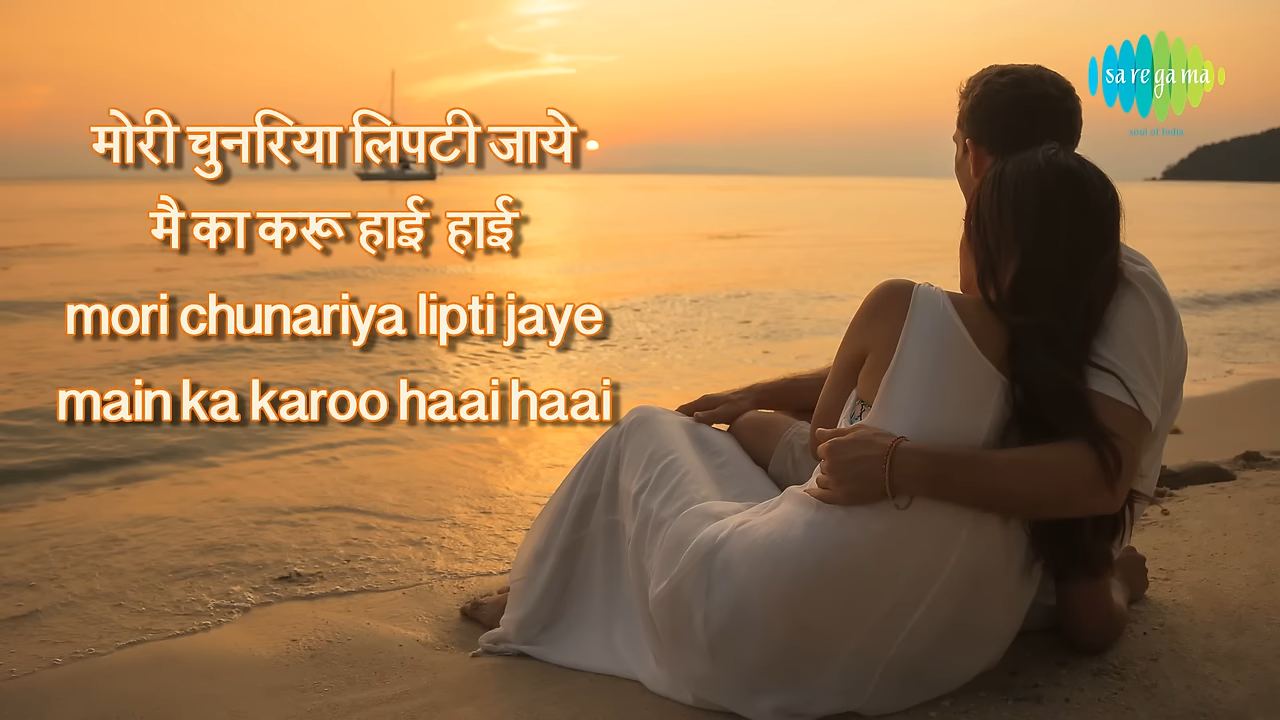 मोरी चुनरिया लिपटी जाये •
मै का करू हाई हाई
mori chunariya lipti jaye
main ka karoo haai haai
sa re ga ma
soul of India